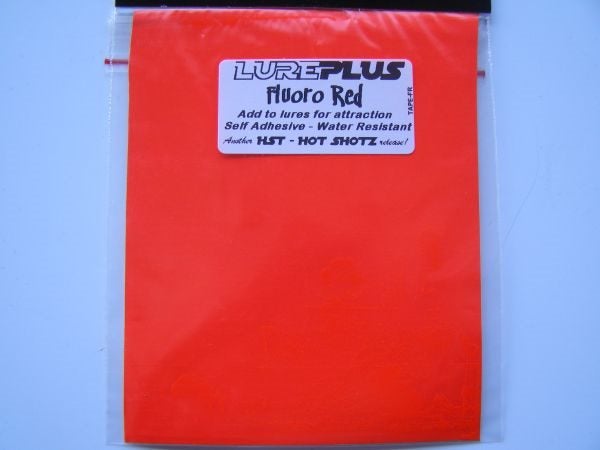 LUREPLUS
Fluoro Red
Add to lures for attraction
Self Adhesive - Water Resistant
Another HST - HOT SHOTZ release!
TAPE-FR